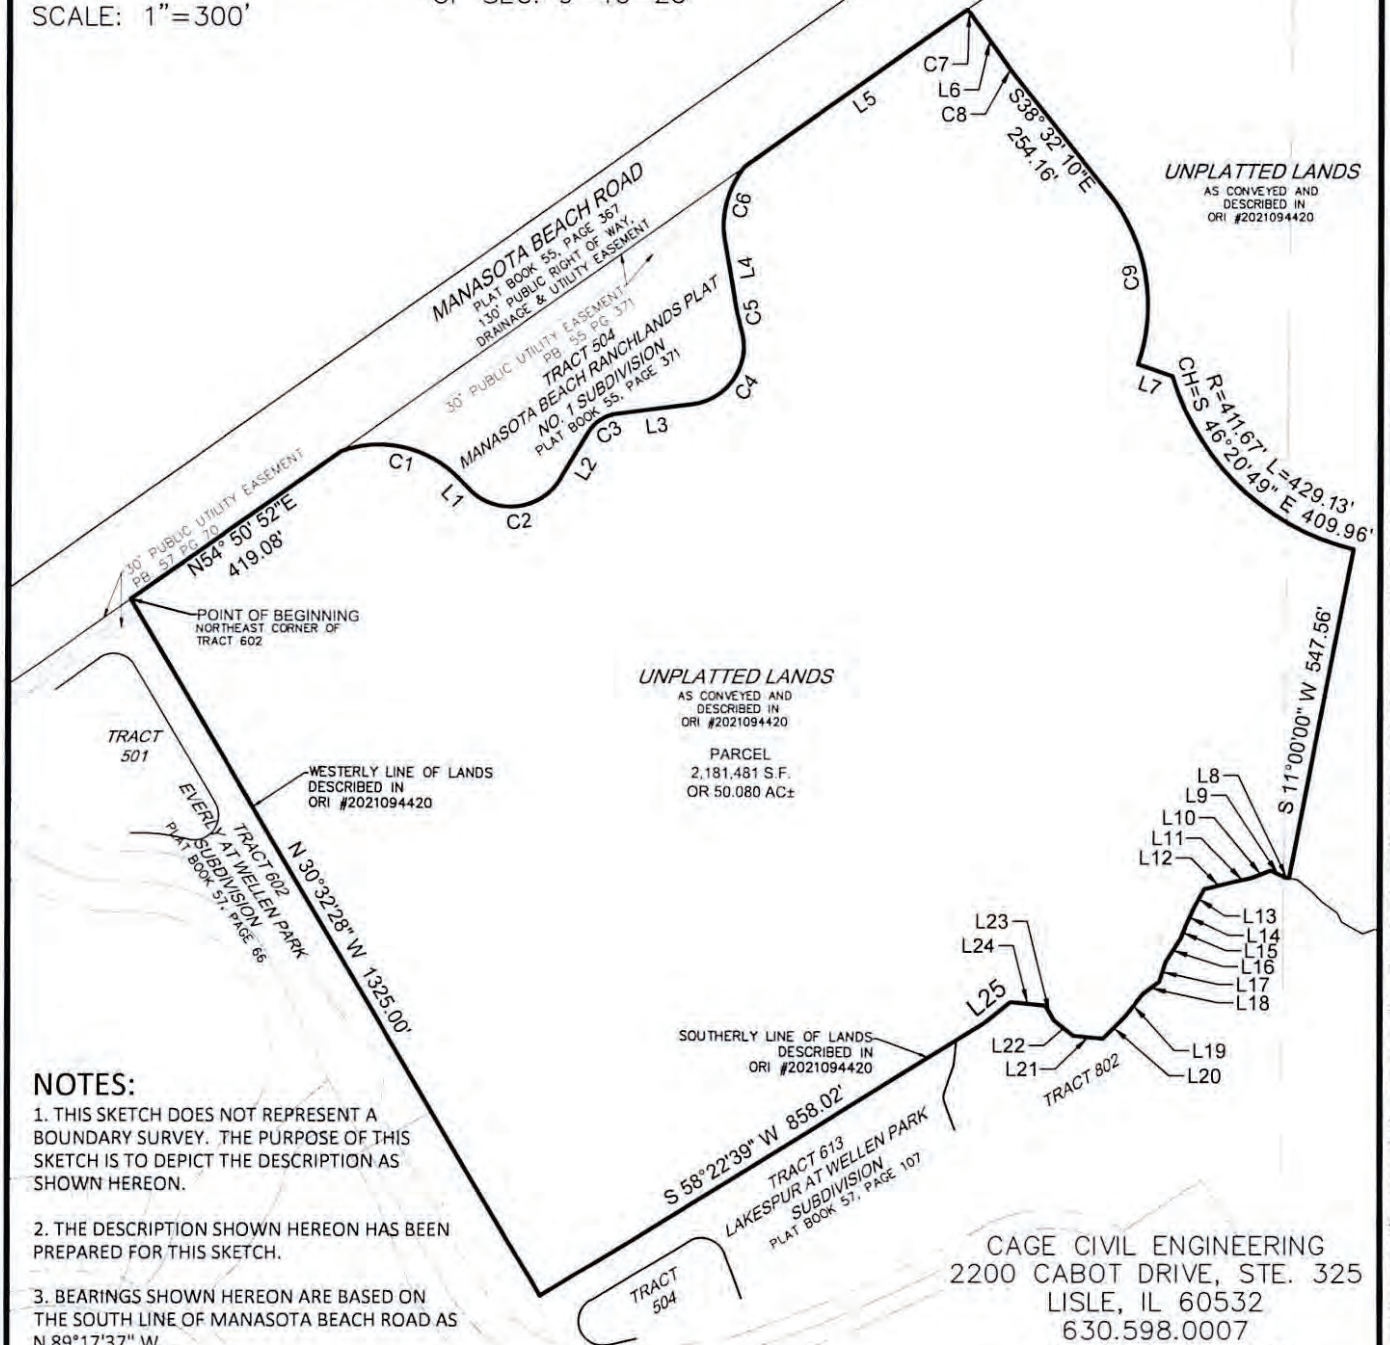 SCALE: 1"=300'
C7
L6
C8
L5
S38° 32' 10"E
254.16'
UNPLATTED LANDS
AS CONVEYED AND
DESCRIBED IN
ORI #2021094420
C6
L4
C5
C4
C9
L7
MANASOTA BEACH ROAD
PLAT BOOK 55, PAGE 367
130' PUBLIC RIGHT OF WAY,
DRAINAGE & UTILITY EASEMENT
30' PUBLIC UTILITY EASEMENT
PB 55 PG 371
TRACT 504
MANASOTA BEACH RANCHLANDS PLAT
NO. 1 SUBDIVISION
PLAT BOOK 55, PAGE 371
R=411.67' L=429.13'
CH=S 46°20'49" E 409.96'
C1
L1
C2
L2
C3
L3
30' PUBLIC UTILITY EASEMENT
PB 57 PG 70
N54° 50' 52"E
419.08'
POINT OF BEGINNING
NORTHEAST CORNER OF
TRACT 602
S 11°00'00" W 547.56'
UNPLATTED LANDS
AS CONVEYED AND
DESCRIBED IN
ORI #2021094420
PARCEL
2,181,481 S.F.
OR 50.080 AC±
TRACT
501
WESTERLY LINE OF LANDS
DESCRIBED IN
ORI #2021094420
TRACT 602
EVERLY AT WELLEN PARK
SUBDIVISION
PLAT BOOK 57, PAGE 66
N 30°32'28" W 1325.00'
L8
L9
L10
L11
L12
L13
L14
L15
L16
L17
L18
L19
L20
L21
L22
L23
L24
L25
TRACT 802
SOUTHERLY LINE OF LANDS
DESCRIBED IN
ORI #2021094420
S 58°22'39" W 858.02'
TRACT 613
LAKESPUR AT WELLEN PARK
SUBDIVISION
PLAT BOOK 57, PAGE 107
TRACT
504
NOTES:
1. THIS SKETCH DOES NOT REPRESENT A
BOUNDARY SURVEY. THE PURPOSE OF THIS
SKETCH IS TO DEPICT THE DESCRIPTION AS
SHOWN HEREON.
2. THE DESCRIPTION SHOWN HEREON HAS BEEN
PREPARED FOR THIS SKETCH.
3. BEARINGS SHOWN HEREON ARE BASED ON
THE SOUTH LINE OF MANASOTA BEACH ROAD AS
N 89°17'37" W
CAGE CIVIL ENGINEERING
2200 CABOT DRIVE, STE. 325
LISLE, IL 60532
630.598.0007